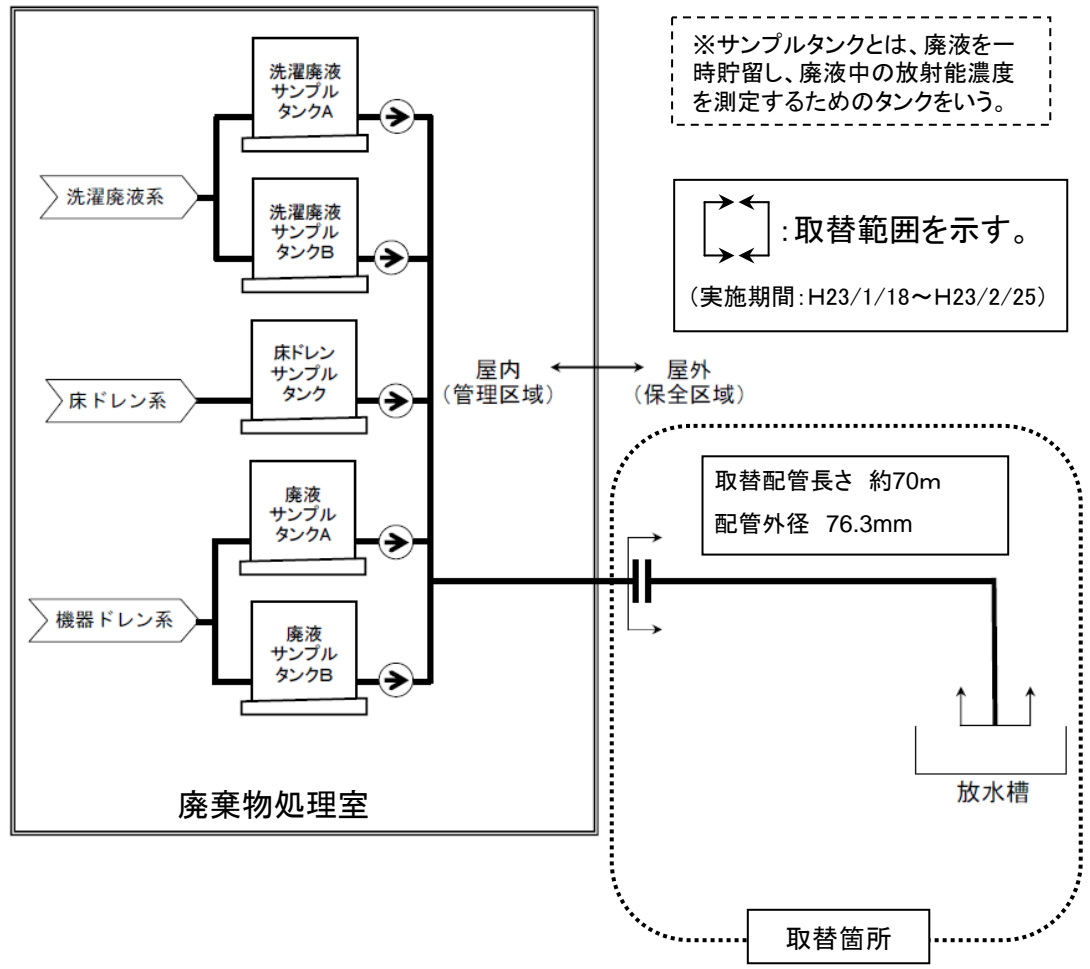 洗濯廃液
サンプル
タンクA
洗濯廃液系
洗濯廃液
サンプル
タンクB
床ドレン
サンプル
タンク
床ドレン系
廃液
サンプル
タンクA
機器ドレン系
廃液
サンプル
タンクB
廃棄物処理室
※サンプルタンクとは、廃液を一
時貯留し、廃液中の放射能濃度
を測定するためのタンクをいう。
：取替範囲を示す。
（実施期間：H23/1/18～H23/2/25）
屋内
（管理区域）
屋外
（保全区域）
取替配管長さ 約70ｍ
配管外径 76.3mm
放水槽
取替箇所